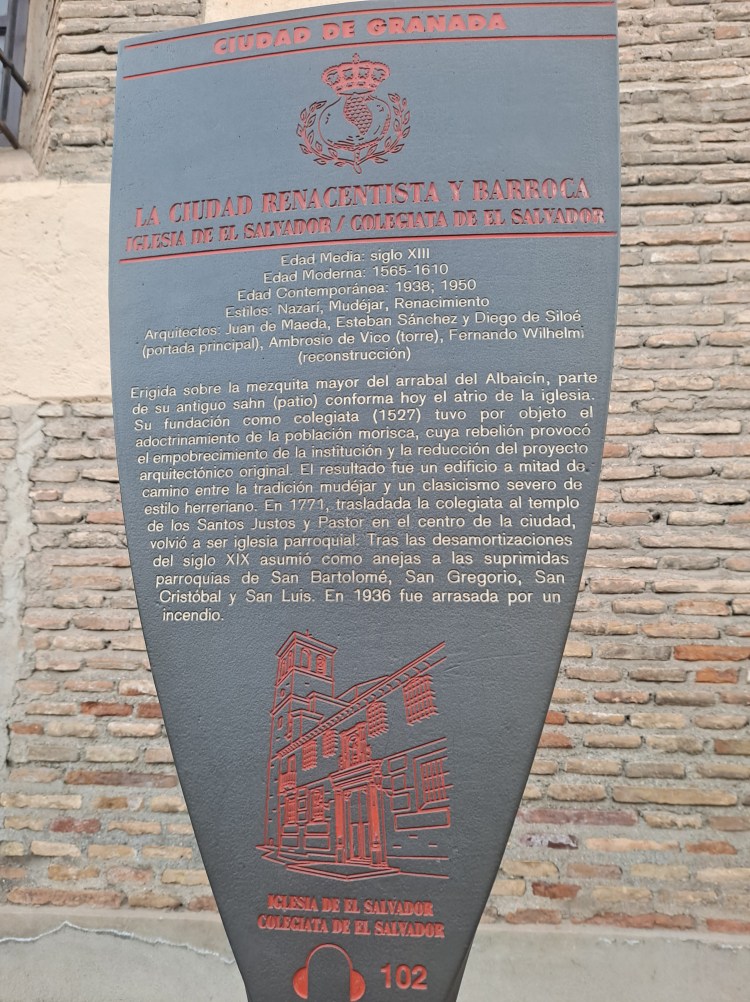 CIUDAD DE GRANADA
LA CIUDAD RENACENTISTA Y BARROCA
IGLESIA DE EL SALVADOR / COLEGIATA DE EL SALVADOR
Edad Media: siglo XIII
Edad Moderna: 1565-1610
Edad Contemporánea: 1938; 1950
Estilos: Nazarí, Mudéjar, Renacimiento
Arquitectos: Juan de Maeda, Esteban Sánchez y Diego de Siloé
(portada principal), Ambrosio de Vico (torre), Fernando Wilhelmi
(reconstrucción)
Erigida sobre la mezquita mayor del arrabal del Albaicín, parte
de su antiguo sahn (patio) conforma hoy el atrio de la iglesia.
Su fundación como colegiata (1527) tuvo por objeto el
adoctrinamiento de la población morisca, cuya rebelión provocó
el empobrecimiento de la institución y la reducción del proyecto
arquitectónico original. El resultado fue un edificio a mitad de
camino entre la tradición mudéjar y un clasicismo severo de
estilo herreriano. En 1771, trasladada la colegiata al templo
de los Santos Justos y Pastor en el centro de la ciudad,
volvió a ser iglesia parroquial. Tras las desamortizaciones
del siglo XIX asumió como anejas a las suprimidas
parroquias de San Bartolomé, San Gregorio, San
Cristóbal y San Luis. En 1936 fue arrasada por un
incendio.
IGLESIA DE EL SALVADOR
COLEGIATA DE EL SALVADOR
102